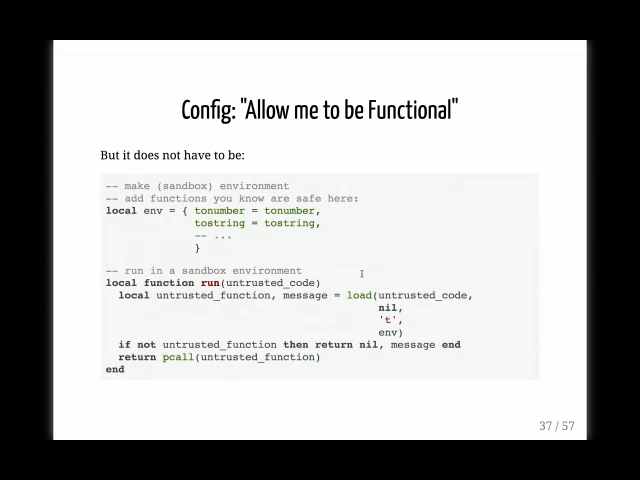 Config: "Allow me to be Functional"
But it does not have to be:
-- make (sandbox) environment
-- add functions you know are safe here:
local env = { tonumber = tonumber,
tostring = tostring,
-- ...
}
-- run in a sandbox environment
local function run(untrusted_code)
local untrusted_function, message = load(untrusted_code,
nil,
't',
env)
if not untrusted_function then return nil, message end
return pcall(untrusted_function)
end
37 / 57